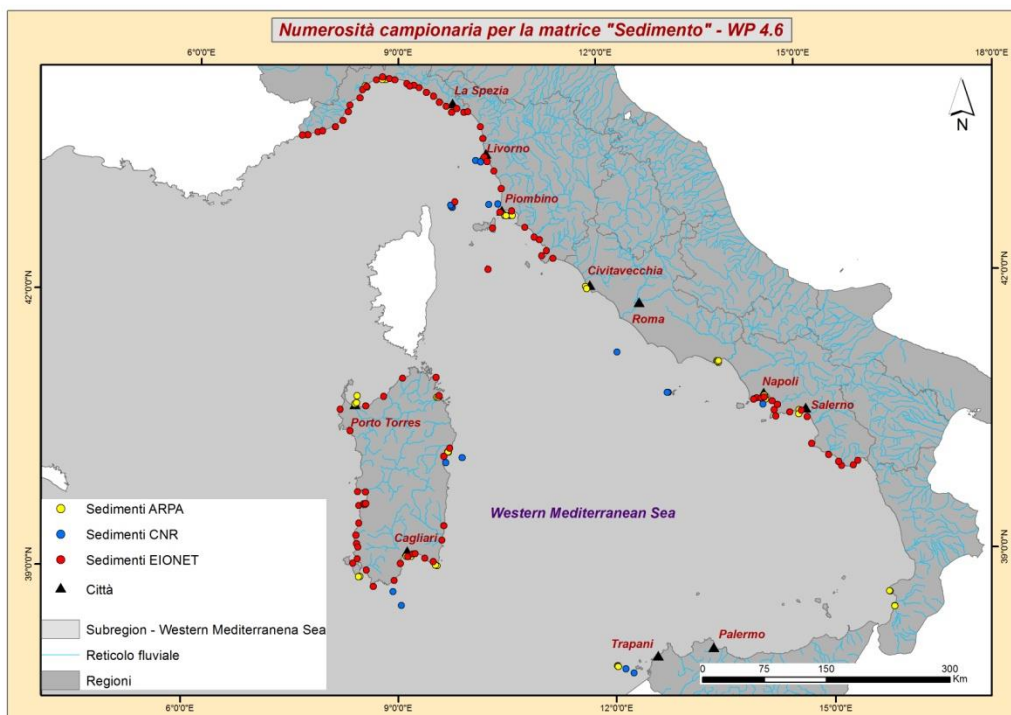 Numerosità campionaria per la matrice "Sedimento" - WP 4.6
6°0'0"E 9°0'0"E 12°0'0"E 15°0'0"E 18°0'0"E
N
La Spezia
Livorno
Piombino
Civitavecchia
Roma
42°0'0"N 42°0'0"N
Napoli
Salerno
Porto Torres
Western Mediterranean Sea
Cagliari
39°0'0"N 39°0'0"N
Sedimenti ARPA
Sedimenti CNR
Sedimenti EIONET
Città
Subregion - Western Mediterranena Sea
Reticolo fluviale
Regioni
Trapani
Palermo
0 75 150 300
Km
6°0'0"E 9°0'0"E 12°0'0"E 15°0'0"E